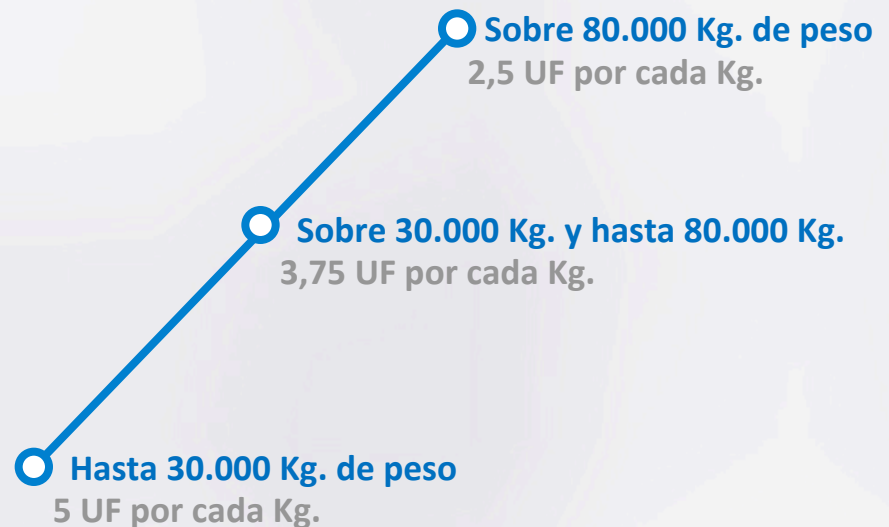 Sobre 80.000 Kg. de peso
2,5 UF por cada Kg.
Sobre 30.000 Kg. y hasta 80.000 Kg.
3,75 UF por cada Kg.
Hasta 30.000 Kg. de peso
5 UF por cada Kg.